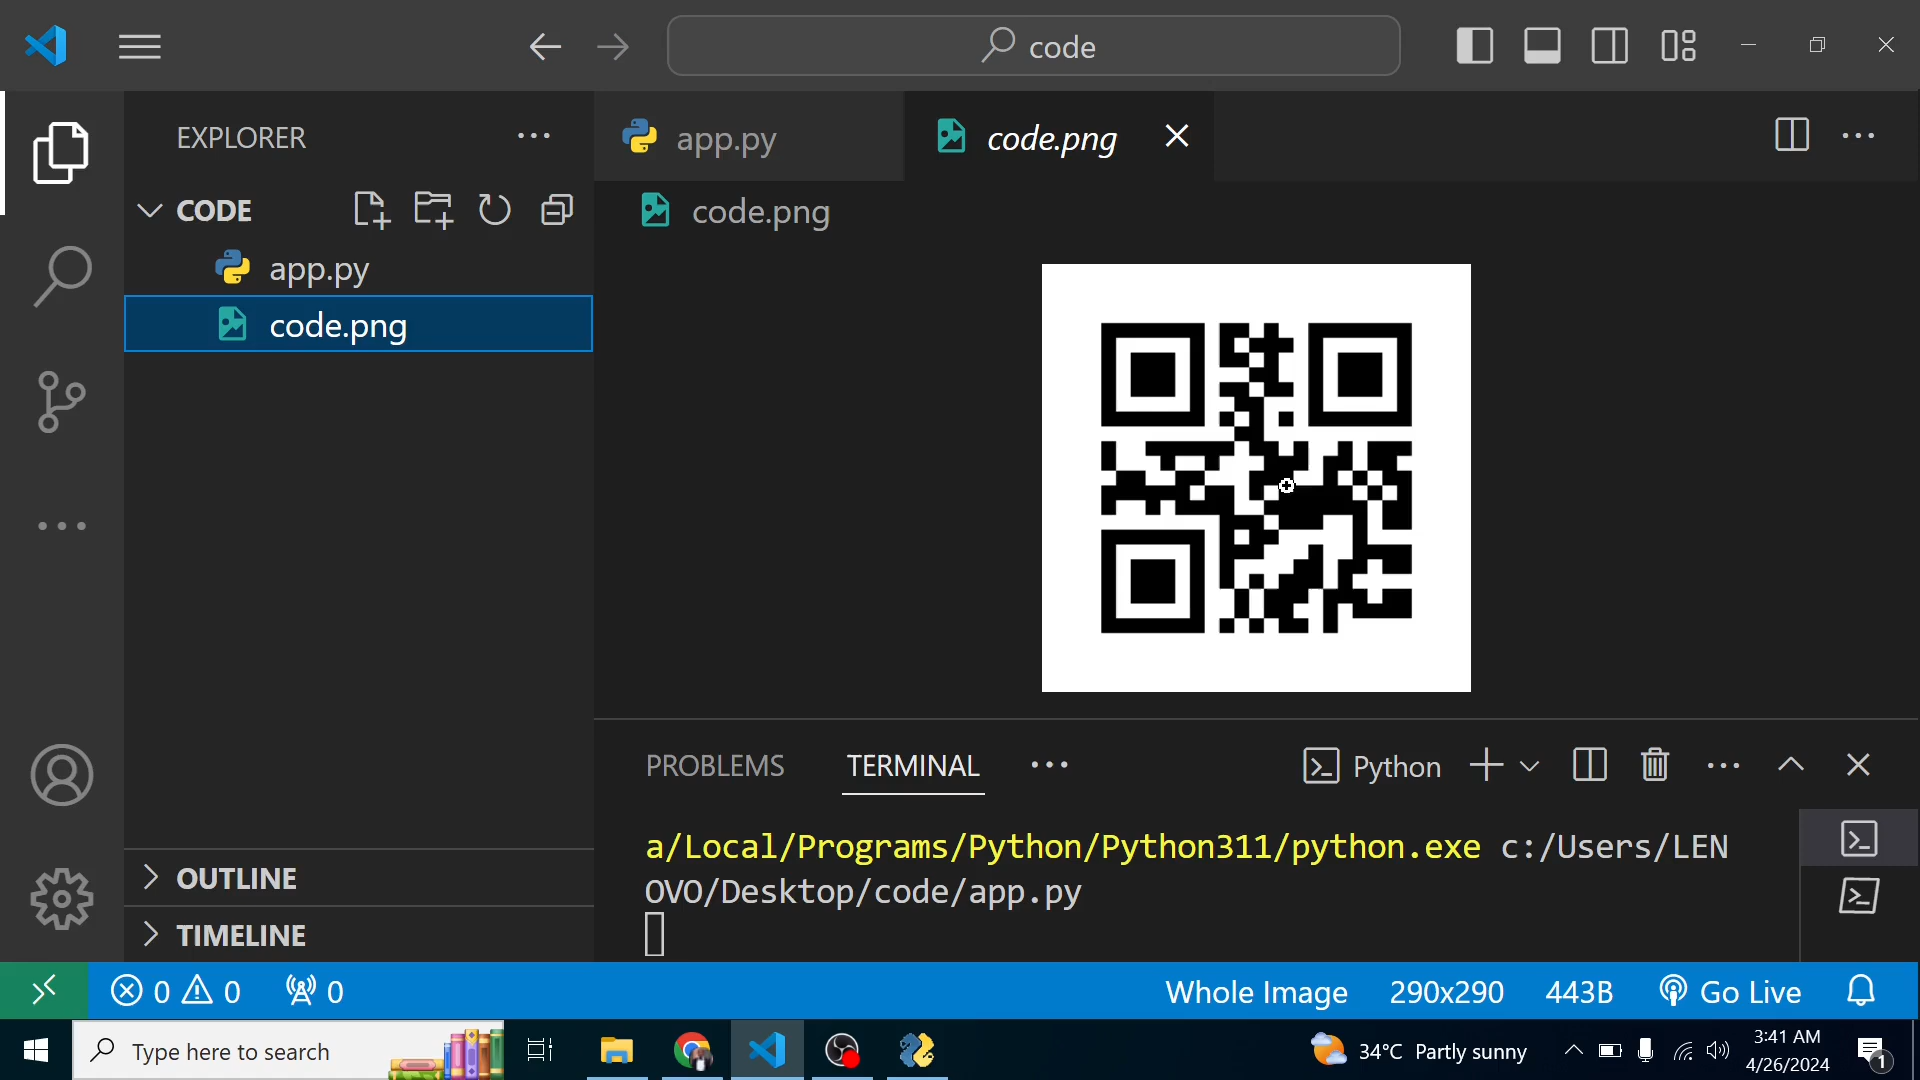 code
EXPLORER
CODE
app.py
code.png
OUTLINE
TIMELINE
app.py
code.png
code.png
PROBLEMS
TERMINAL
Python
a/Local/Programs/Python/Python311/python.exe c:/Users/LEN
OVO/Desktop/code/app.py
0 0 0
Whole Image 290x290 443B Go Live
Type here to search
34°C Partly sunny
3:41 AM
4/26/2024
1